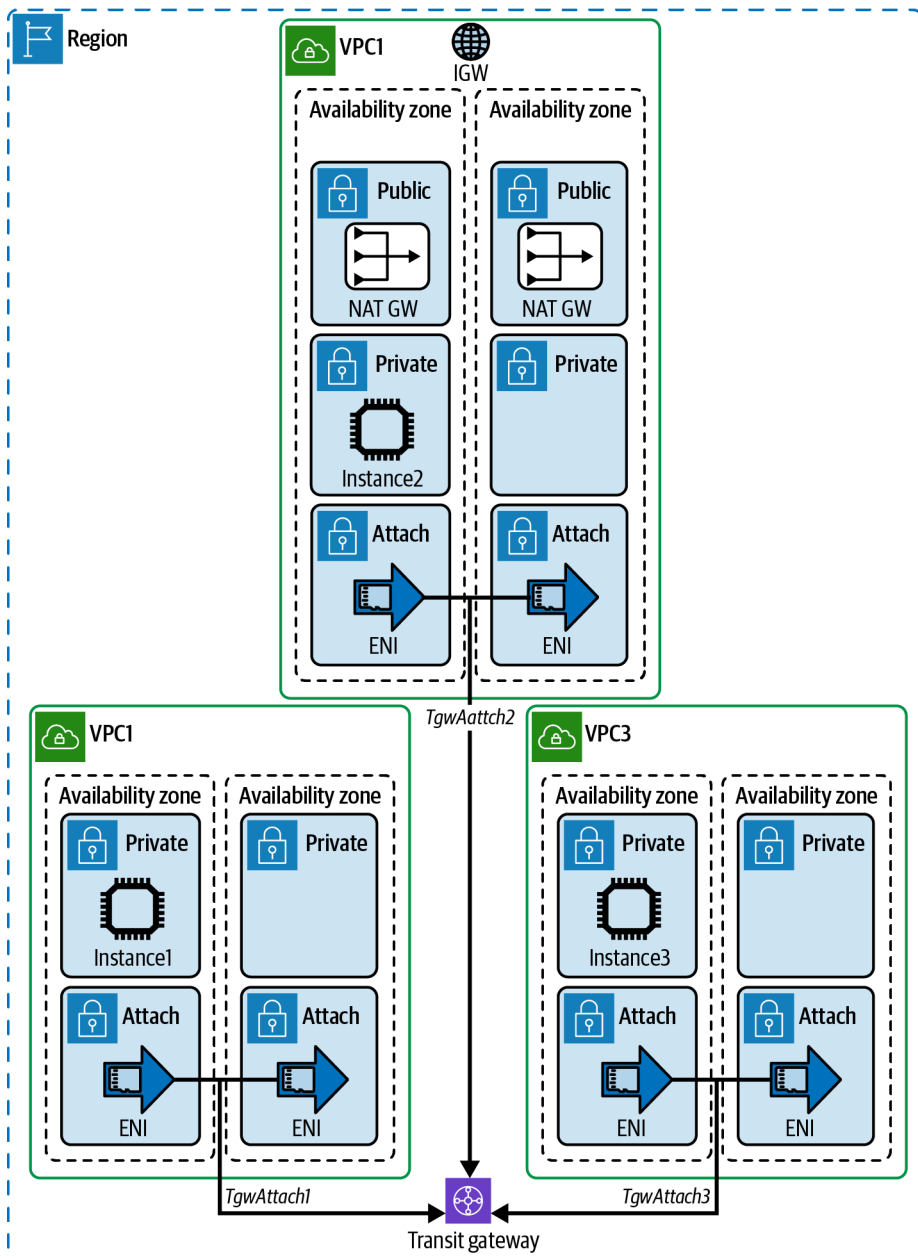 Region
VPC1
IGW
Availability zone
Availability zone
Public
Public
NAT GW
NAT GW
Private
Private
Instance2
Attach
Attach
ENI
ENI
TgwAattch2
VPC1
VPC3
Availability zone
Availability zone
Availability zone
Availability zone
Private
Private
Private
Private
Instance1
Instance3
Attach
Attach
Attach
Attach
ENI
ENI
ENI
ENI
TgwAttach1
TgwAttach3
Transit gateway